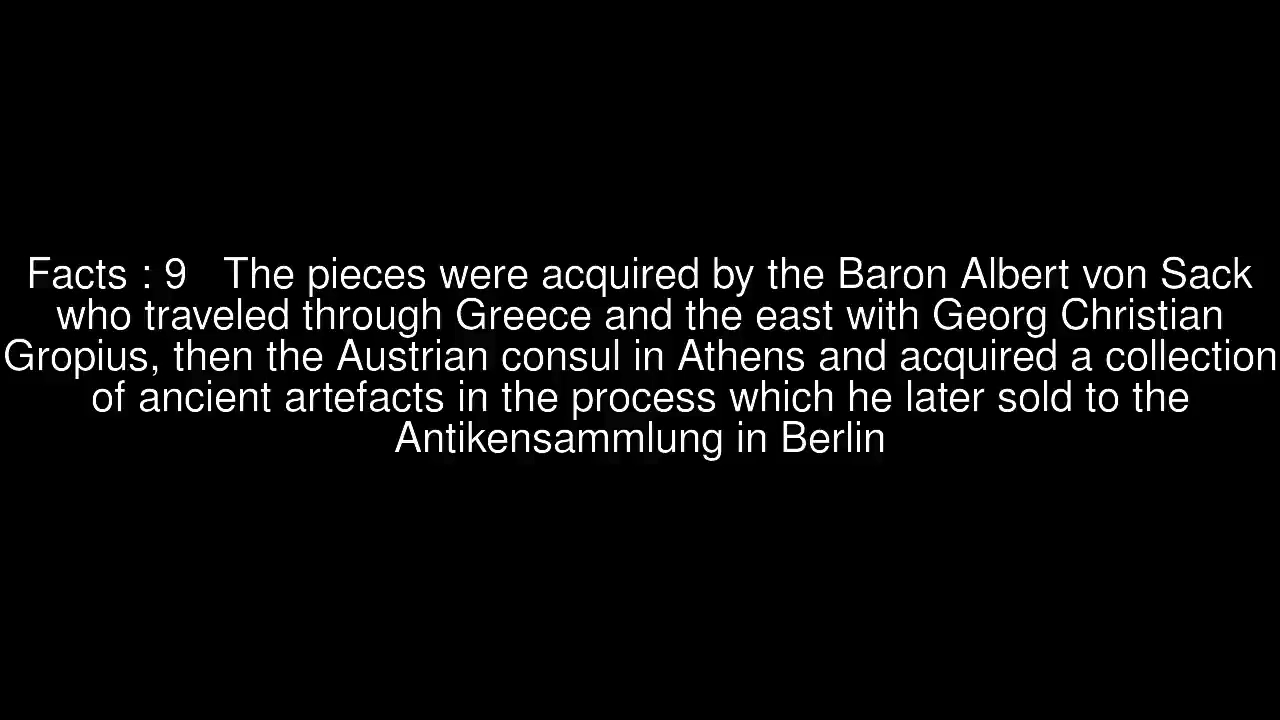 Facts : 9   The pieces were acquired by the Baron Albert von Sack
who traveled through Greece and the east with Georg Christian
Gropius, then the Austrian consul in Athens and acquired a collection
of ancient artefacts in the process which he later sold to the
Antikensammlung in Berlin